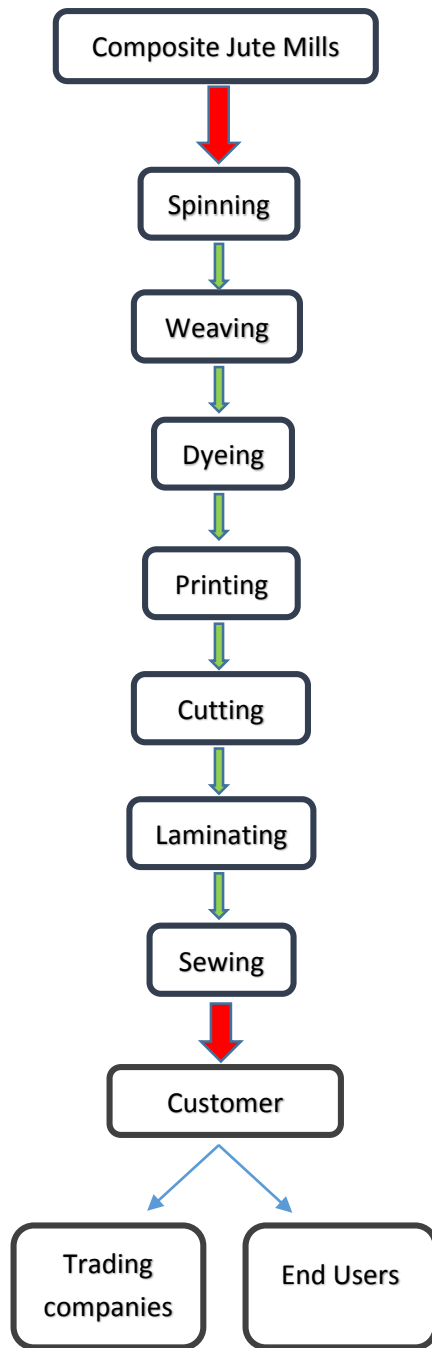 Composite Jute Mills
Spinning
Weaving
Dyeing
Printing
Cutting
Laminating
Sewing
Customer
Trading
companies
End Users